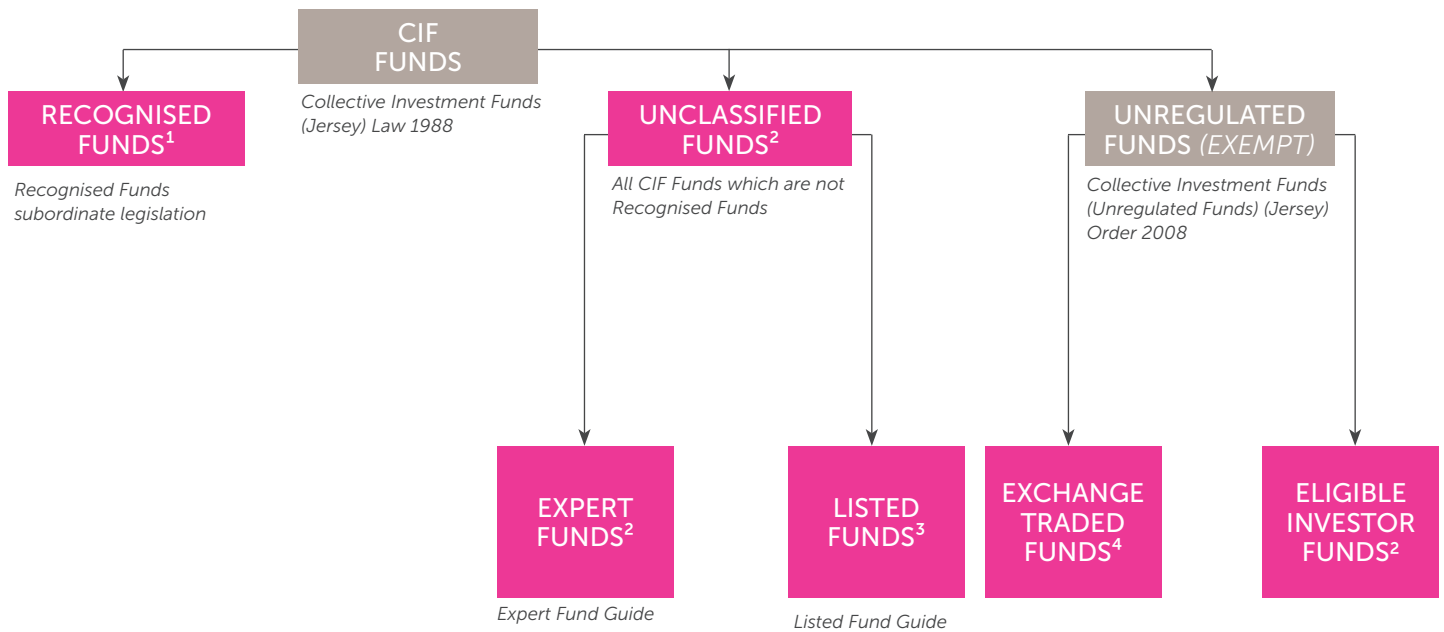 CIF
FUNDS
Collective Investment Funds
(Jersey) Law 1988
RECOGNISED
FUNDS¹
Recognised Funds
subordinate legislation
UNCLASSIFIED
FUNDS²
All CIF Funds which are not
Recognised Funds
UNREGULATED
FUNDS (EXEMPT)
Collective Investment Funds
(Unregulated Funds) (Jersey)
Order 2008
EXPERT
FUNDS²
Expert Fund Guide
LISTED
FUNDS³
Listed Fund Guide
EXCHANGE
TRADED
FUNDS⁴
ELIGIBLE
INVESTOR
FUNDS²